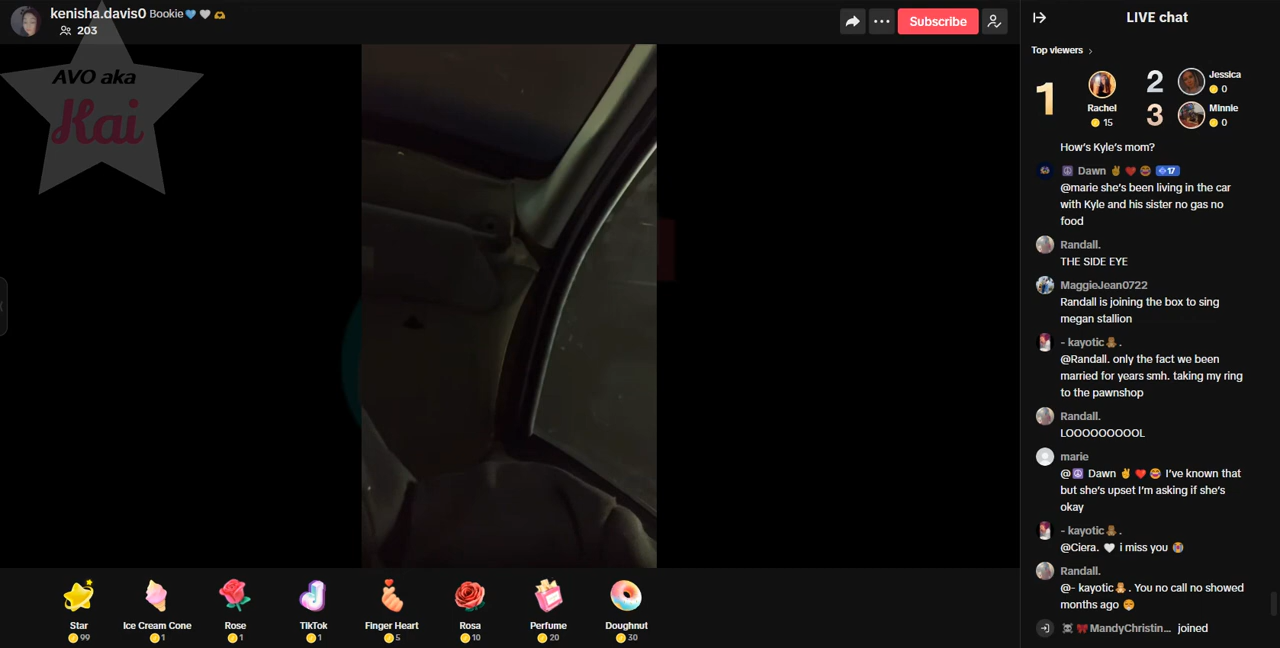 kenisha.davis0 Bookie💙🤍🫶
203
AVO aka
Kai
Subscribe
LIVE chat
Top viewers
1
Rachel
15
2
Jessica
0
3
Minnie
0
How's Kyle's mom?
☮️ Dawn ✌🏽❤️🤓 17
@marie she's been living in the car
with Kyle and his sister no gas no
food
Randall.
THE SIDE EYE
MaggieJean0722
Randall is joining the box to sing
megan stallion
- kayotic🧸 .
@Randall. only the fact we been
married for years smh. taking my ring
to the pawnshop
Randall.
LOOOOOOOOOL
marie
@☮️ Dawn ✌🏽❤️🤓 I've known that
but she's upset I'm asking if she's
okay
- kayotic🧸 .
@Ciera. 🤍 i miss you 😭
Randall.
@- kayotic🧸 . You no call no showed
months ago 😁
☠️🎀MandyChristin... joined
Star
99
Ice Cream Cone
1
Rose
1
TikTok
1
Finger Heart
5
Rosa
10
Perfume
20
Doughnut
30